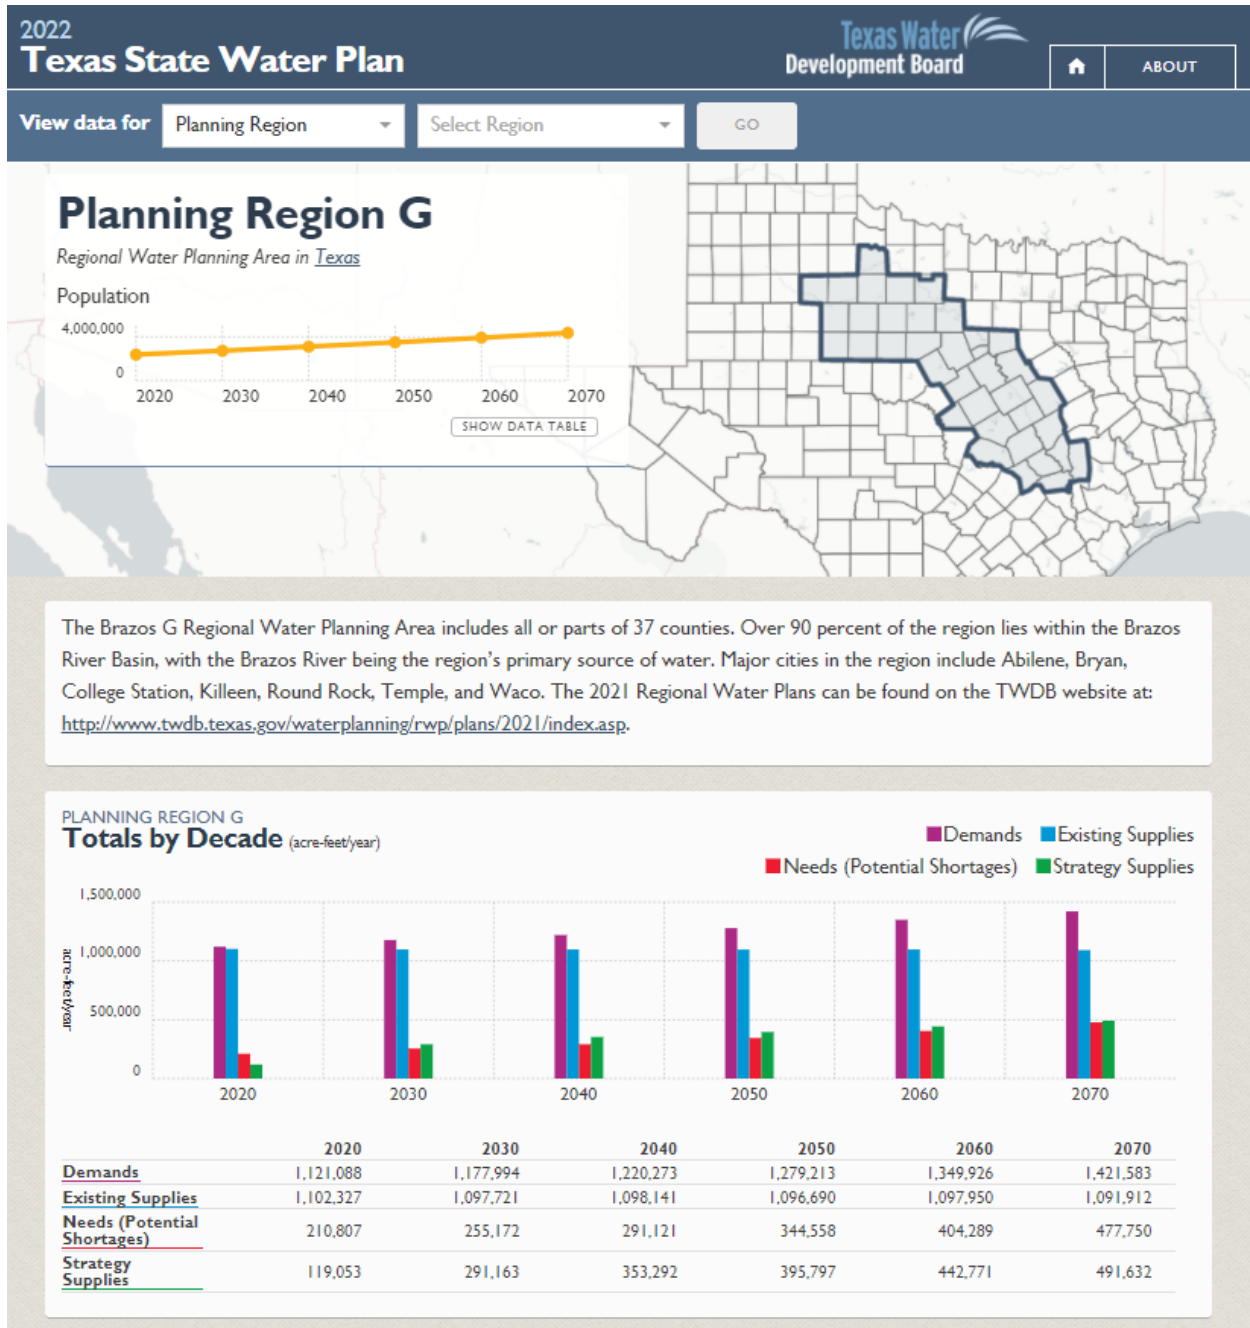 2022
Texas State Water Plan
Texas Water
Development Board
ABOUT
View data for
Planning Region
Select Region
GO
Planning Region G
Regional Water Planning Area in Texas
Population
4,000,000
0
2020 2030 2040 2050 2060 2070
SHOW DATA TABLE
The Brazos G Regional Water Planning Area includes all or parts of 37 counties. Over 90 percent of the region lies within the Brazos
River Basin, with the Brazos River being the region's primary source of water. Major cities in the region include Abilene, Bryan,
College Station, Killeen, Round Rock, Temple, and Waco. The 2021 Regional Water Plans can be found on the TWDB website at:
http://www.twdb.texas.gov/waterplanning/rwp/plans/2021/index.asp.
PLANNING REGION G
Totals by Decade (acre-feet/year)
Demands Existing Supplies
Needs (Potential Shortages) Strategy Supplies
1,500,000
1,000,000
500,000
0
acre-feet/year
2020 2030 2040 2050 2060 2070
2020 2030 2040 2050 2060 2070
Demands 1,121,088 1,177,994 1,220,273 1,279,213 1,349,926 1,421,583
Existing Supplies 1,102,327 1,097,721 1,098,141 1,096,690 1,097,950 1,091,912
Needs (Potential
Shortages) 210,807 255,172 291,121 344,558 404,289 477,750
Strategy
Supplies 119,053 291,163 353,292 395,797 442,771 491,632